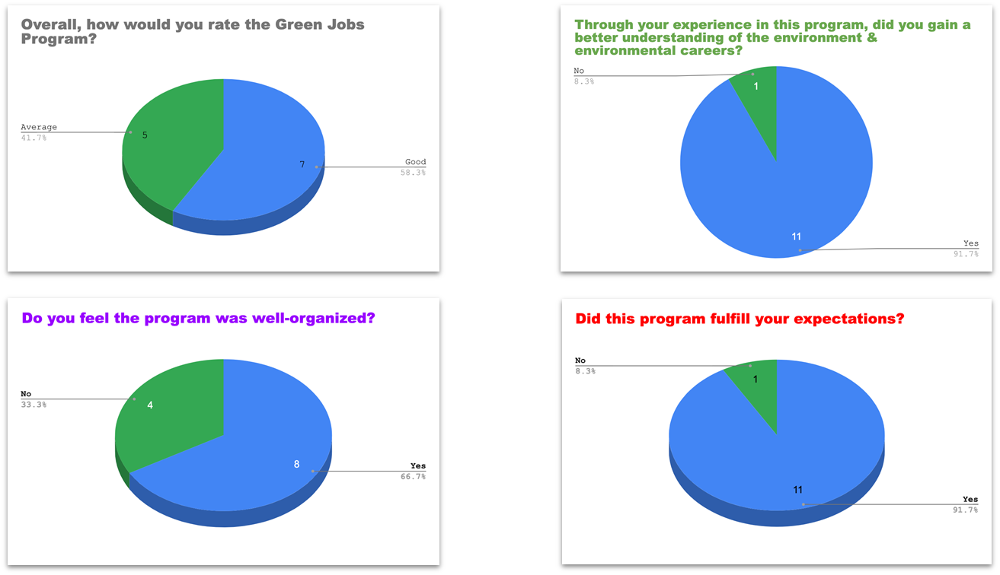 Overall, how would you rate the Green Jobs
Program?
Average
41.7%
5
7
Good
58.3%
Through your experience in this program, did you gain a
better understanding of the environment &
environmental careers?
No
8.3%
1
11
Yes
91.7%
Do you feel the program was well-organized?
No
33.3%
4
8
Yes
66.7%
Did this program fulfill your expectations?
No
8.3%
1
11
Yes
91.7%